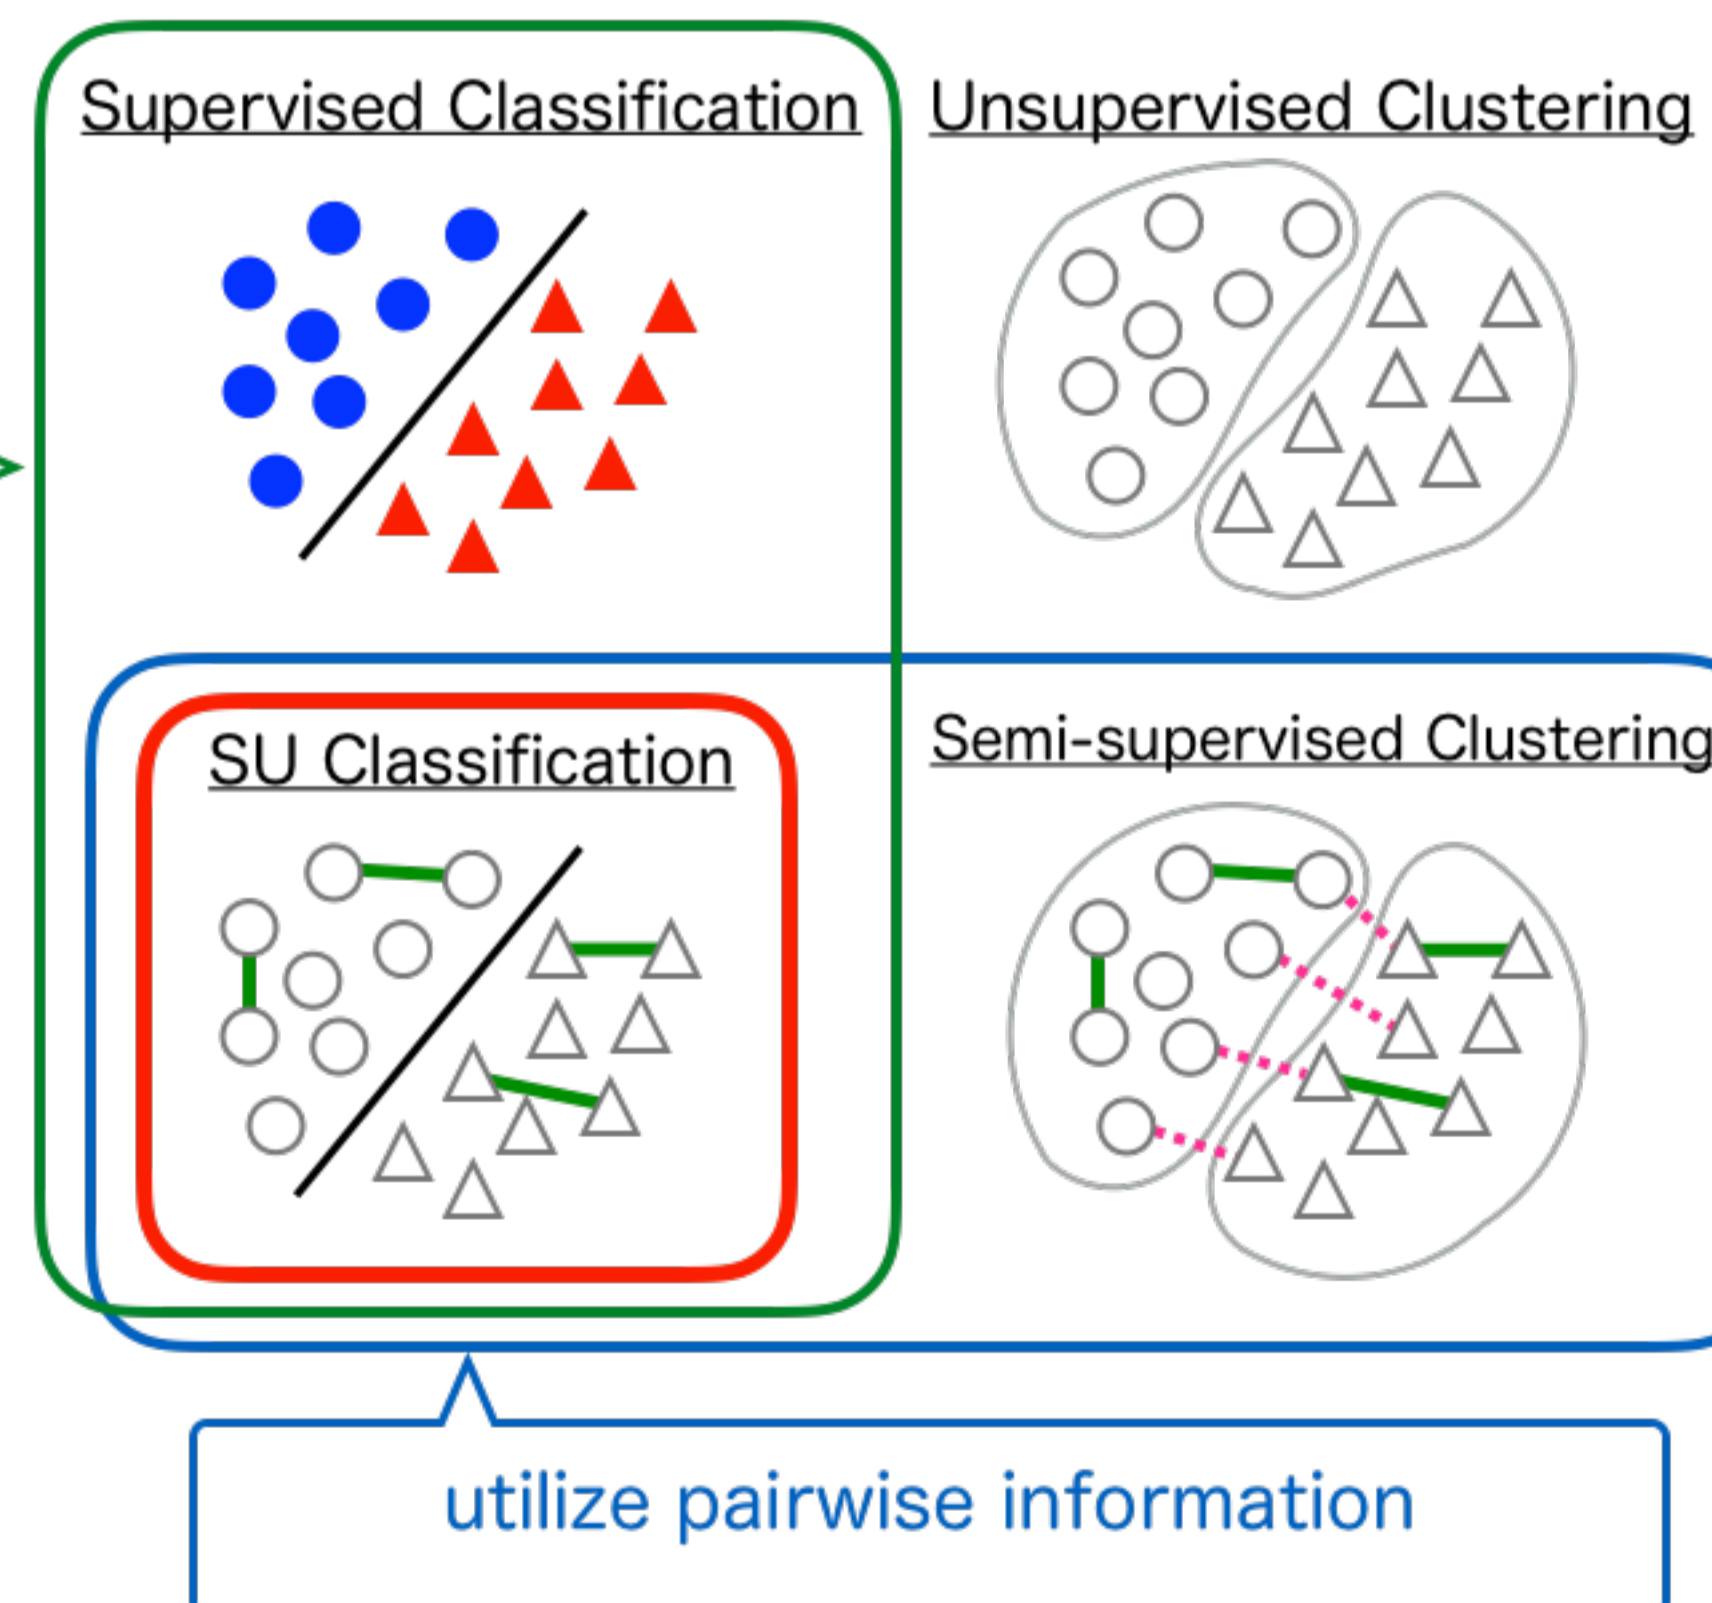 Supervised Classification
Unsupervised Clustering
SU Classification
Semi-supervised Clustering
utilize pairwise information